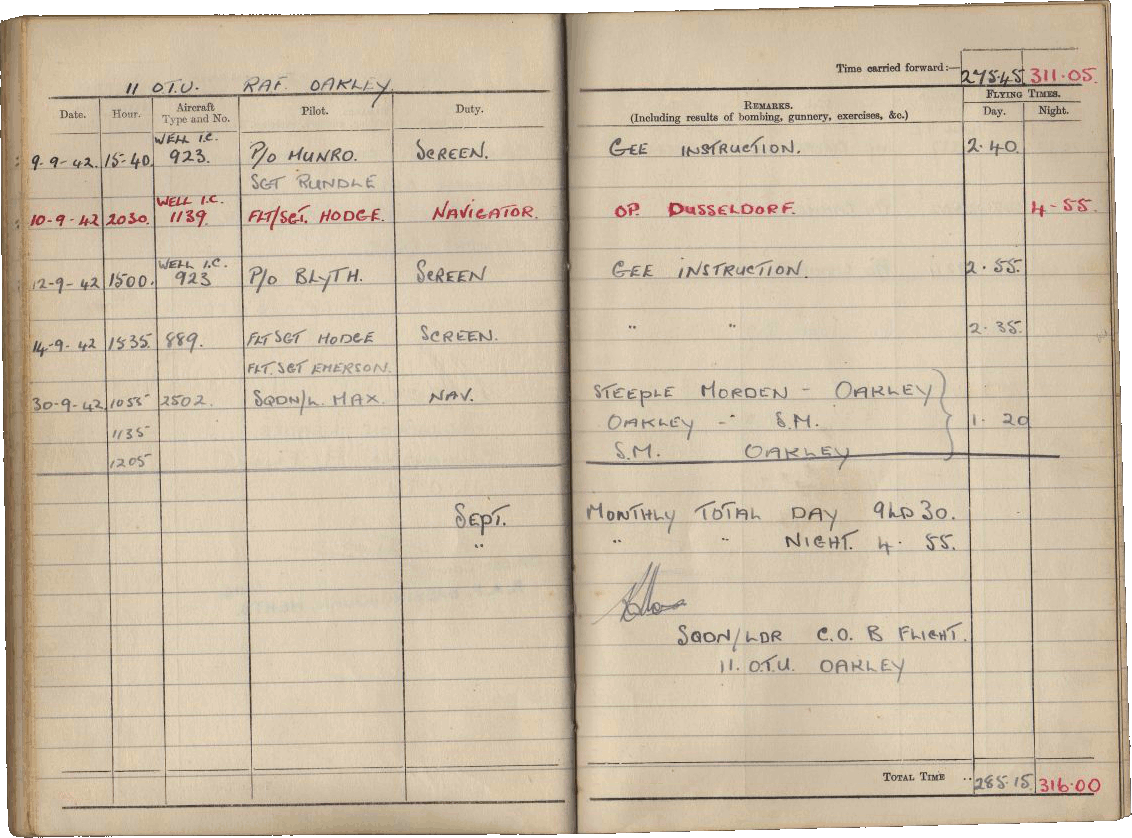 Time carried forward:— 275.45 311.05.
11 O.T.U. RAF. OAKLEY
Date. Hour. Aircraft Type and No. Pilot. Duty. REMARKS. (Including results of bombing, gunnery, exercises, &c.) FLYING TIMES. Day. Night.
WELL I.C.
9-9-42. 15-40. 923. P/O MUNRO. SCREEN. GEE INSTRUCTION. 2.40.
SGT RUNDLE
WELL I.C.
10-9-42 2030. 1139. FLT/SGT. HODGE. NAVIGATOR. OP. DUSSELDORF. 4-55.
WELL I.C.
12-9-42 1500. 923 P/O BLYTH. SCREEN GEE INSTRUCTION. 2.55.
14-9-42 1535. 889. FLT SGT HODGE SCREEN. " " 2.35.
FLT. SGT EMERSON.
30-9-42 1055 2502. SQDN/L. MAX. NAV. STEEPLE MORDEN - OAKLEY
1135 OAKLEY - S.M. 1.20
1205 S.M. OAKLEY
SEPT. MONTHLY TOTAL DAY 9 30.
" " " NIGHT. 4. 55.
SQDN/LDR C.O. B FLIGHT.
11. O.T.U. OAKLEY
TOTAL TIME .. 285.15 316.00